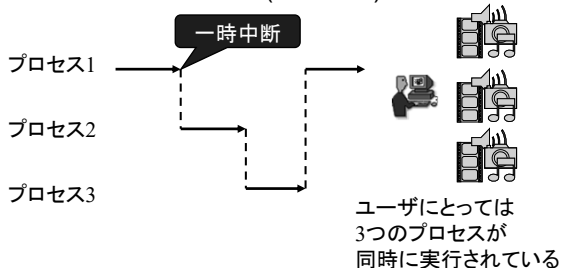 一時中断
プロセス1
プロセス2
プロセス3
ユーザにとっては
3つのプロセスが
同時に実行されている